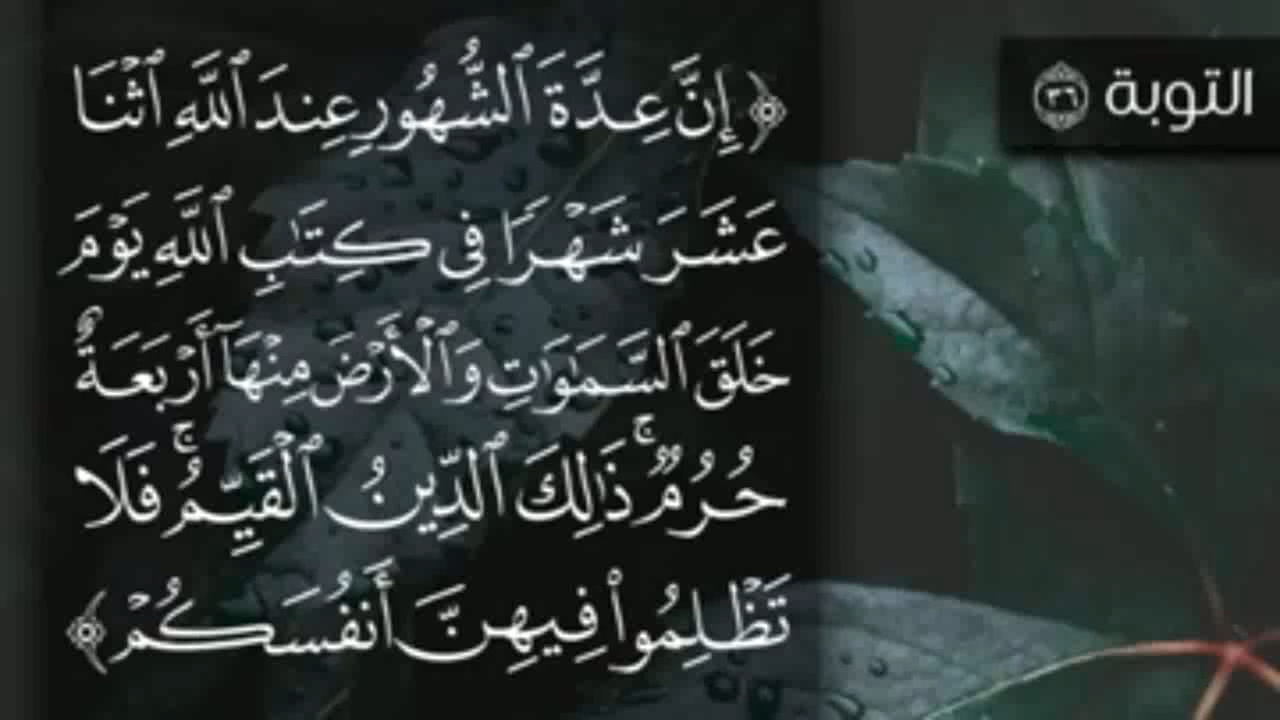 التوبة ٣٦
﴿ إِنَّ عِدَّةَ ٱلشُّهُورِ عِندَ ٱللَّهِ ٱثْنَا
عَشَرَ شَهْرًا فِى كِتَٰبِ ٱللَّهِ يَوْمَ
خَلَقَ ٱلسَّمَٰوَٰتِ وَٱلْأَرْضَ مِنْهَآ أَرْبَعَةٌ
حُرُمٌ ۚ ذَٰلِكَ ٱلدِّينُ ٱلْقَيِّمُ ۚ فَلَا
تَظْلِمُوا۟ فِيهِنَّ أَنفُسَكُمْ ﴾